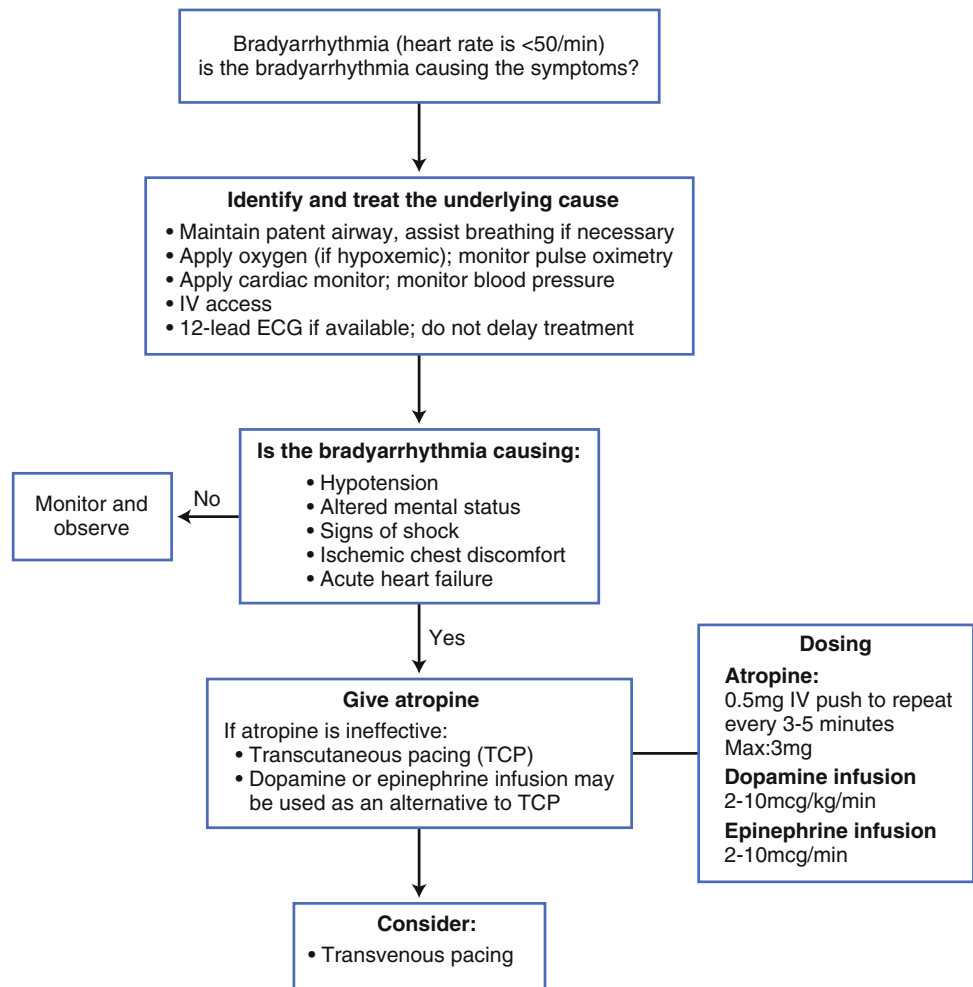 Bradyarrhythmia (heart rate is <50/min)
is the bradyarrhythmia causing the symptoms?
Identify and treat the underlying cause
• Maintain patent airway, assist breathing if necessary
• Apply oxygen (if hypoxemic); monitor pulse oximetry
• Apply cardiac monitor; monitor blood pressure
• IV access
• 12-lead ECG if available; do not delay treatment
Is the bradyarrhythmia causing:
• Hypotension
• Altered mental status
• Signs of shock
• Ischemic chest discomfort
• Acute heart failure
No
Monitor and
observe
Yes
Give atropine
If atropine is ineffective:
• Transcutaneous pacing (TCP)
• Dopamine or epinephrine infusion may
be used as an alternative to TCP
Dosing
Atropine:
0.5mg IV push to repeat
every 3-5 minutes
Max:3mg
Dopamine infusion
2-10mcg/kg/min
Epinephrine infusion
2-10mcg/min
Consider:
• Transvenous pacing